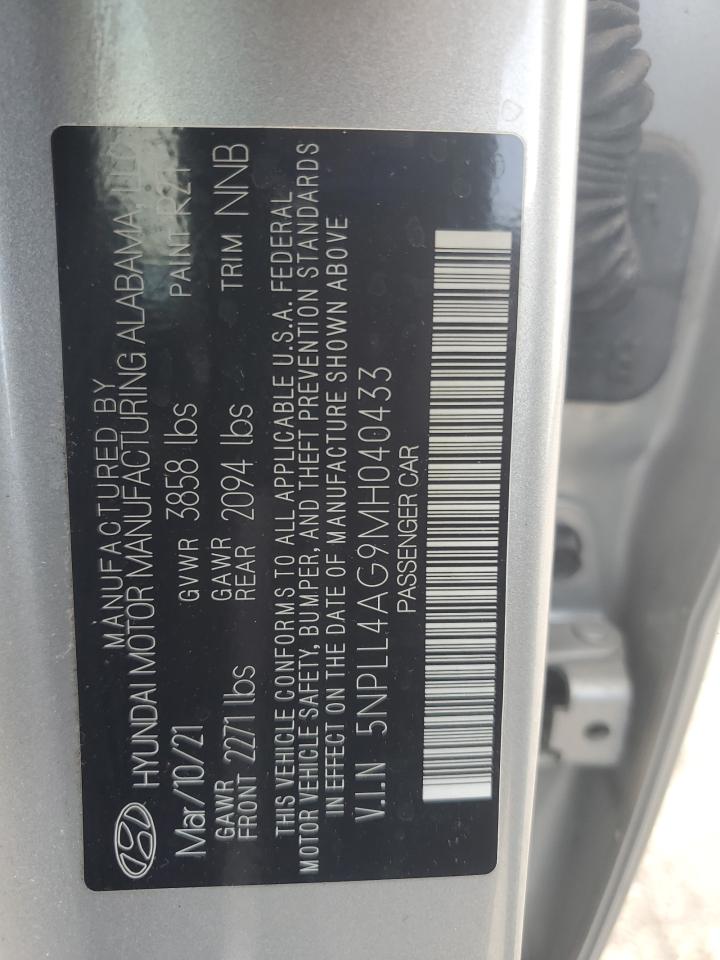 MANUFACTURED BY
HYUNDAI MOTOR MANUFACTURING ALABAMA, LLC
Mar/10/21 GVWR 3858 lbs PAINT RZ1
GAWR FRONT 2271 lbs GAWR REAR 2094 lbs TRIM NNB
THIS VEHICLE CONFORMS TO ALL APPLICABLE U.S.A. FEDERAL
MOTOR VEHICLE SAFETY, BUMPER, AND THEFT PREVENTION STANDARDS
IN EFFECT ON THE DATE OF MANUFACTURE SHOWN ABOVE
V.I.N 5NPLL4AG9MH040433
PASSENGER CAR